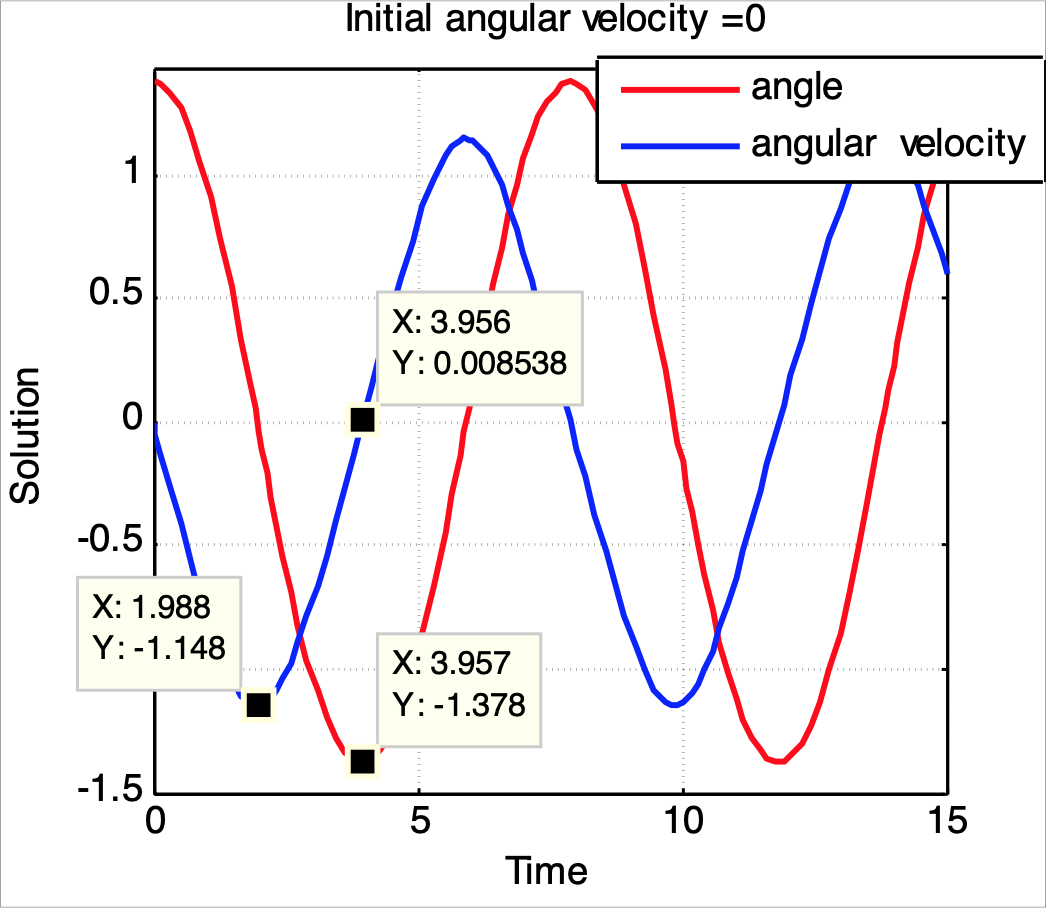 Initial angular velocity =0
angle
angular velocity
1
0.5
0
-0.5
-1.5
X: 3.956
Y: 0.008538
X: 1.988
Y: -1.148
X: 3.957
Y: -1.378
Solution
0
5
10
15
Time